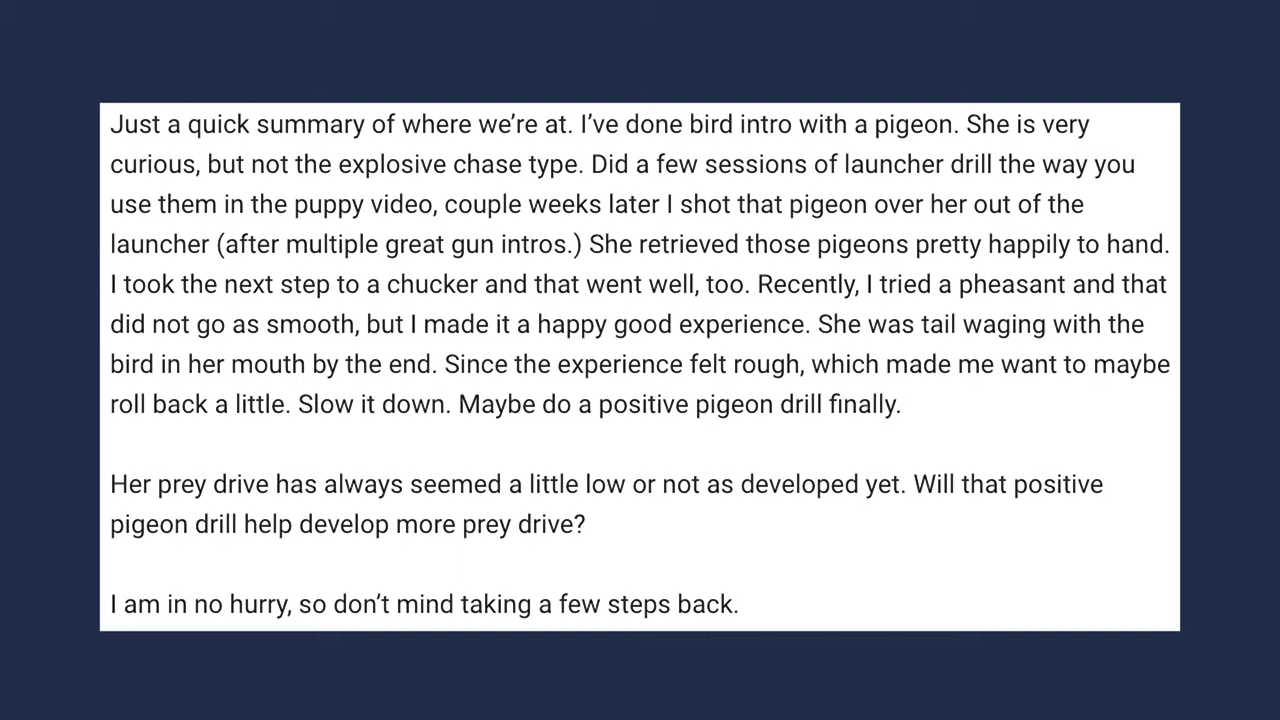 Just a quick summary of where we’re at. I’ve done bird intro with a pigeon. She is very
curious, but not the explosive chase type. Did a few sessions of launcher drill the way you
use them in the puppy video, couple weeks later I shot that pigeon over her out of the
launcher (after multiple great gun intros.) She retrieved those pigeons pretty happily to hand.
I took the next step to a chucker and that went well, too. Recently, I tried a pheasant and that
did not go as smooth, but I made it a happy good experience. She was tail waging with the
bird in her mouth by the end. Since the experience felt rough, which made me want to maybe
roll back a little. Slow it down. Maybe do a positive pigeon drill finally.
Her prey drive has always seemed a little low or not as developed yet. Will that positive
pigeon drill help develop more prey drive?
I am in no hurry, so don’t mind taking a few steps back.